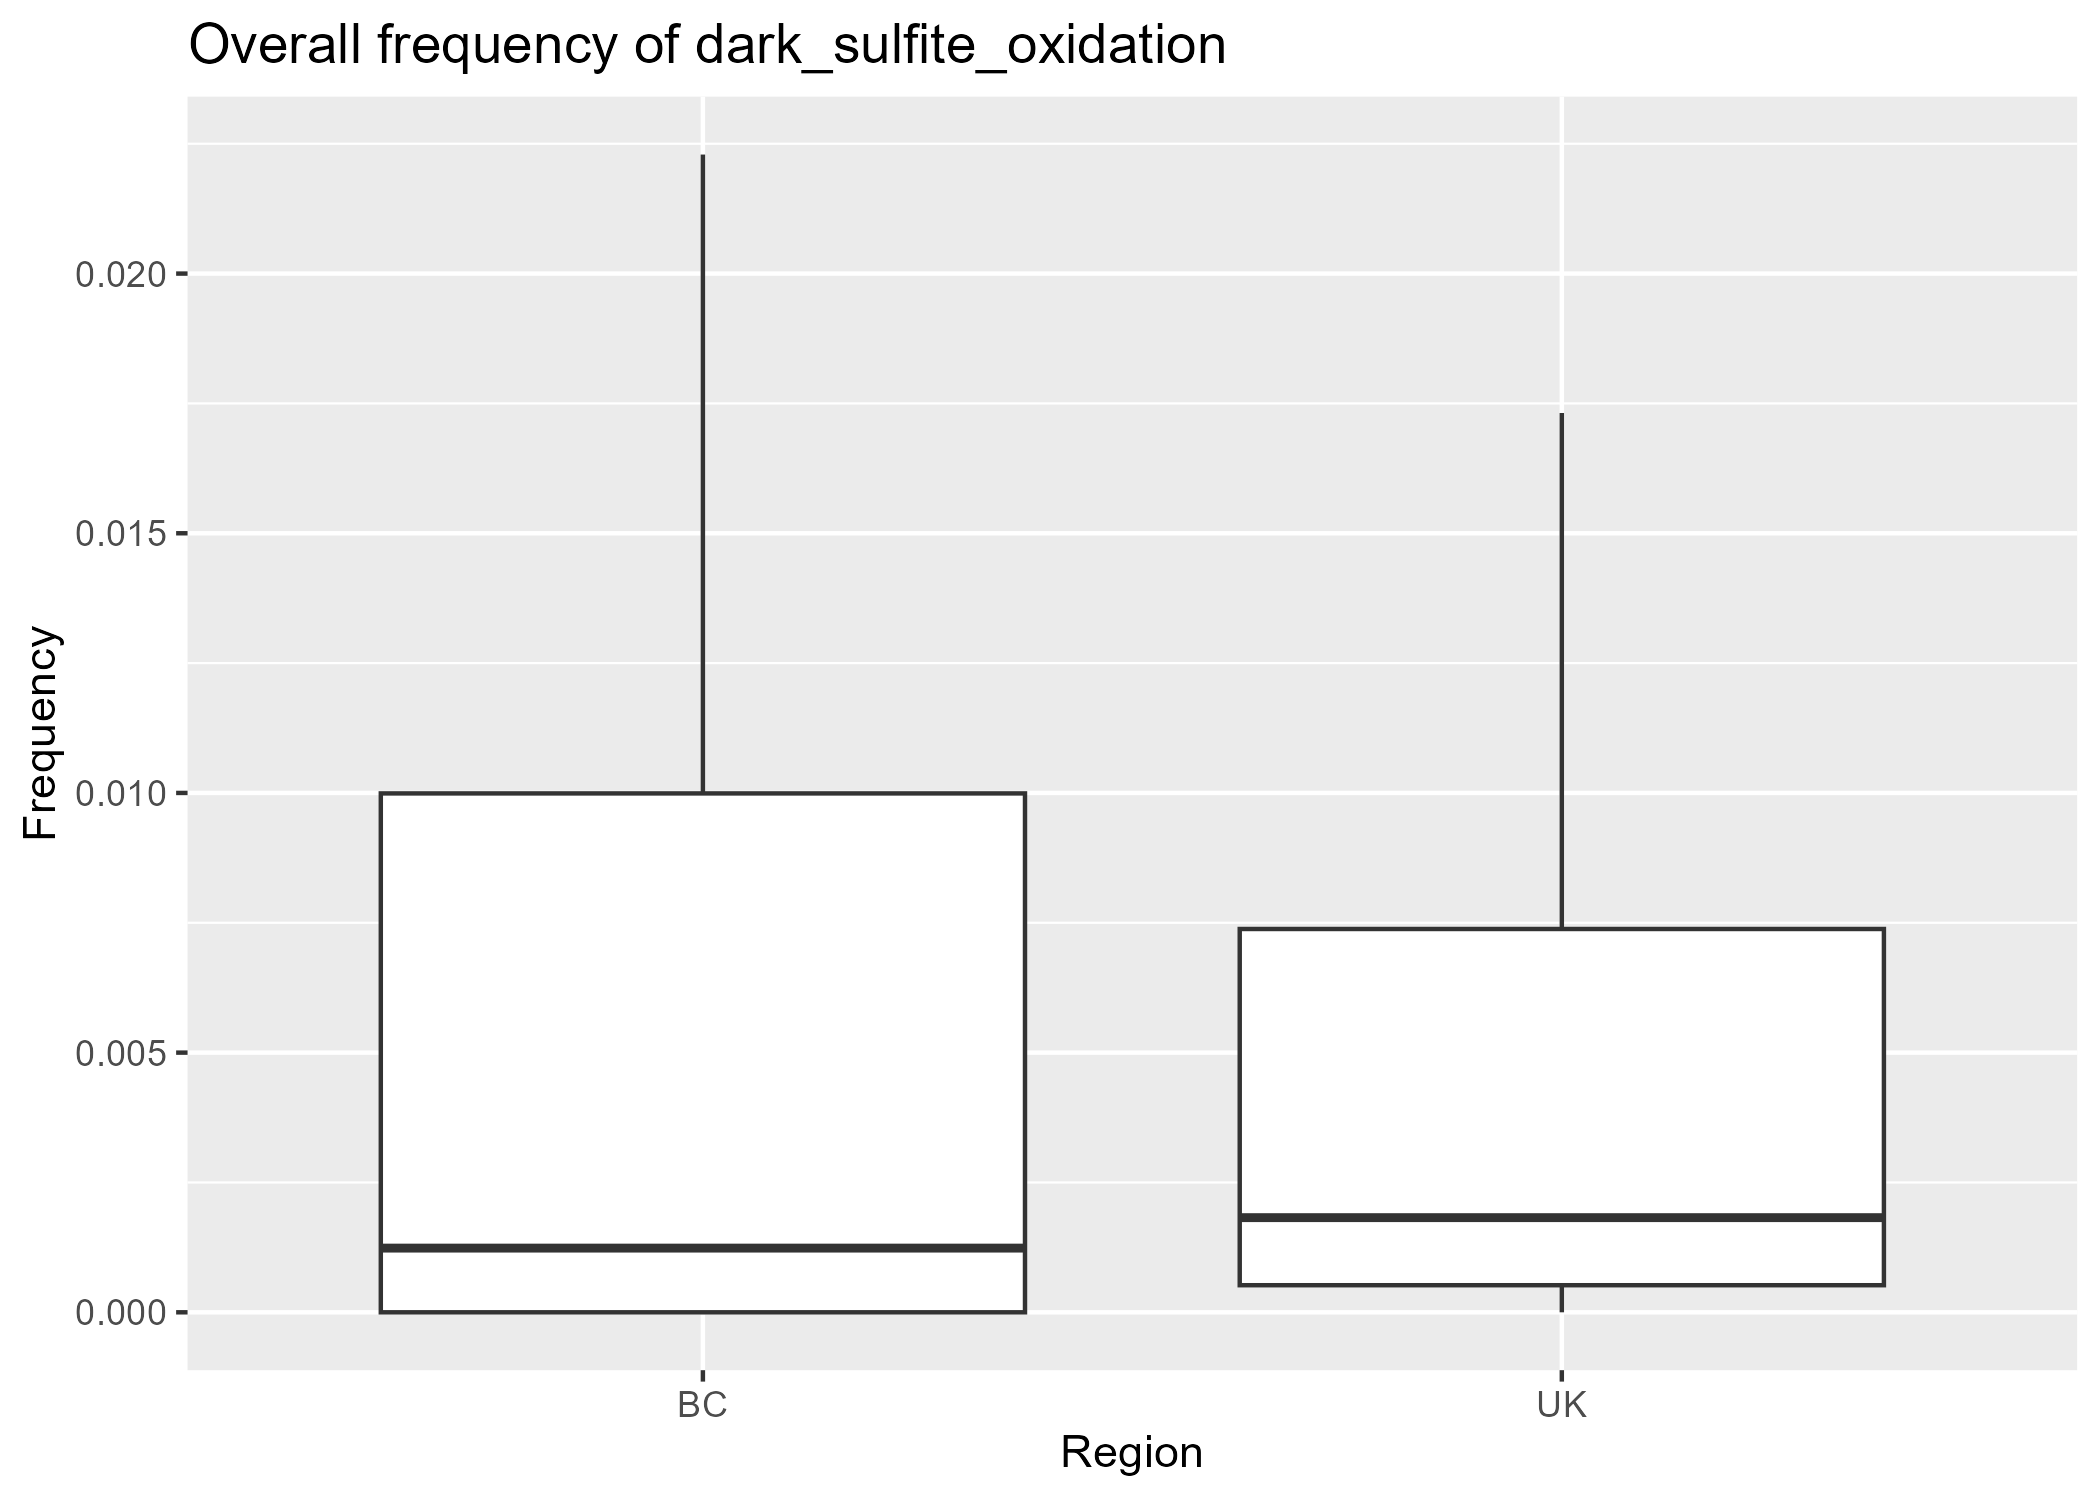 Overall frequency of dark_sulfite_oxidation
Frequency
0.020
0.015
0.010
0.005
0.000
BC
UK
Region